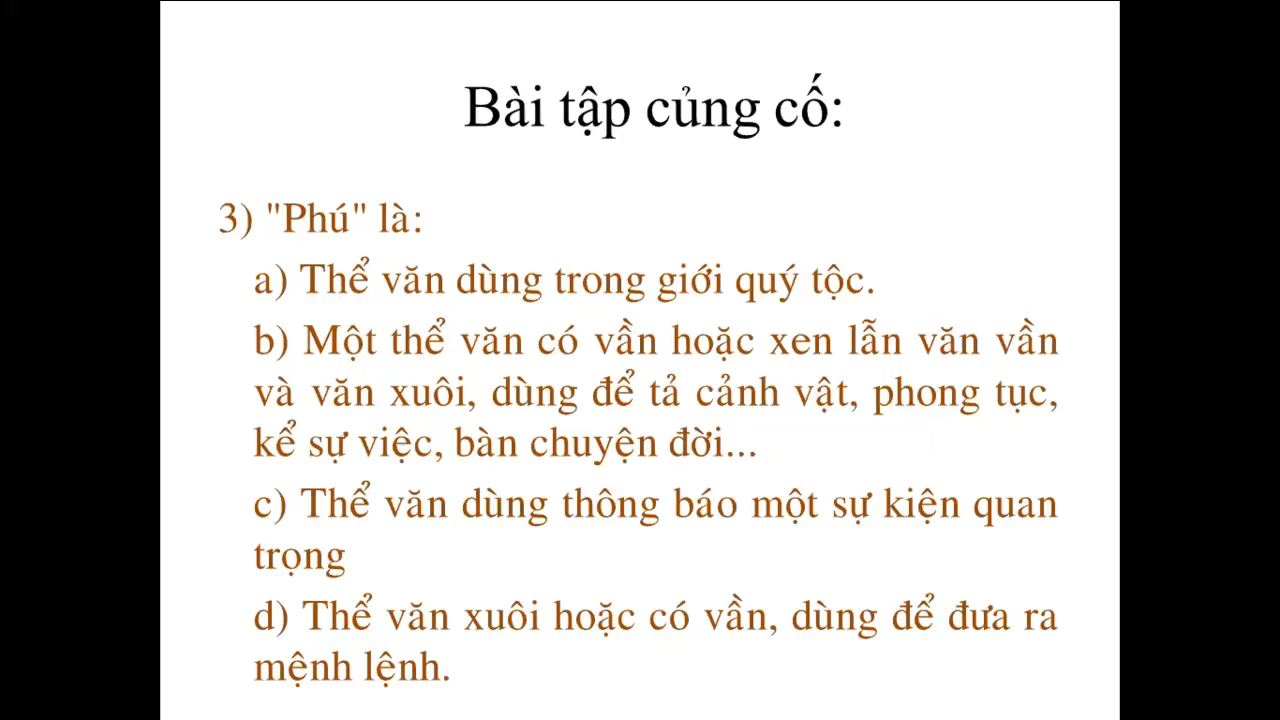 Bài tập củng cố:
3) "Phú" là:
a) Thể văn dùng trong giới quý tộc.
b) Một thể văn có vần hoặc xen lẫn văn vần
và văn xuôi, dùng để tả cảnh vật, phong tục,
kể sự việc, bàn chuyện đời...
c) Thể văn dùng thông báo một sự kiện quan
trọng
d) Thể văn xuôi hoặc có vần, dùng để đưa ra
mệnh lệnh.